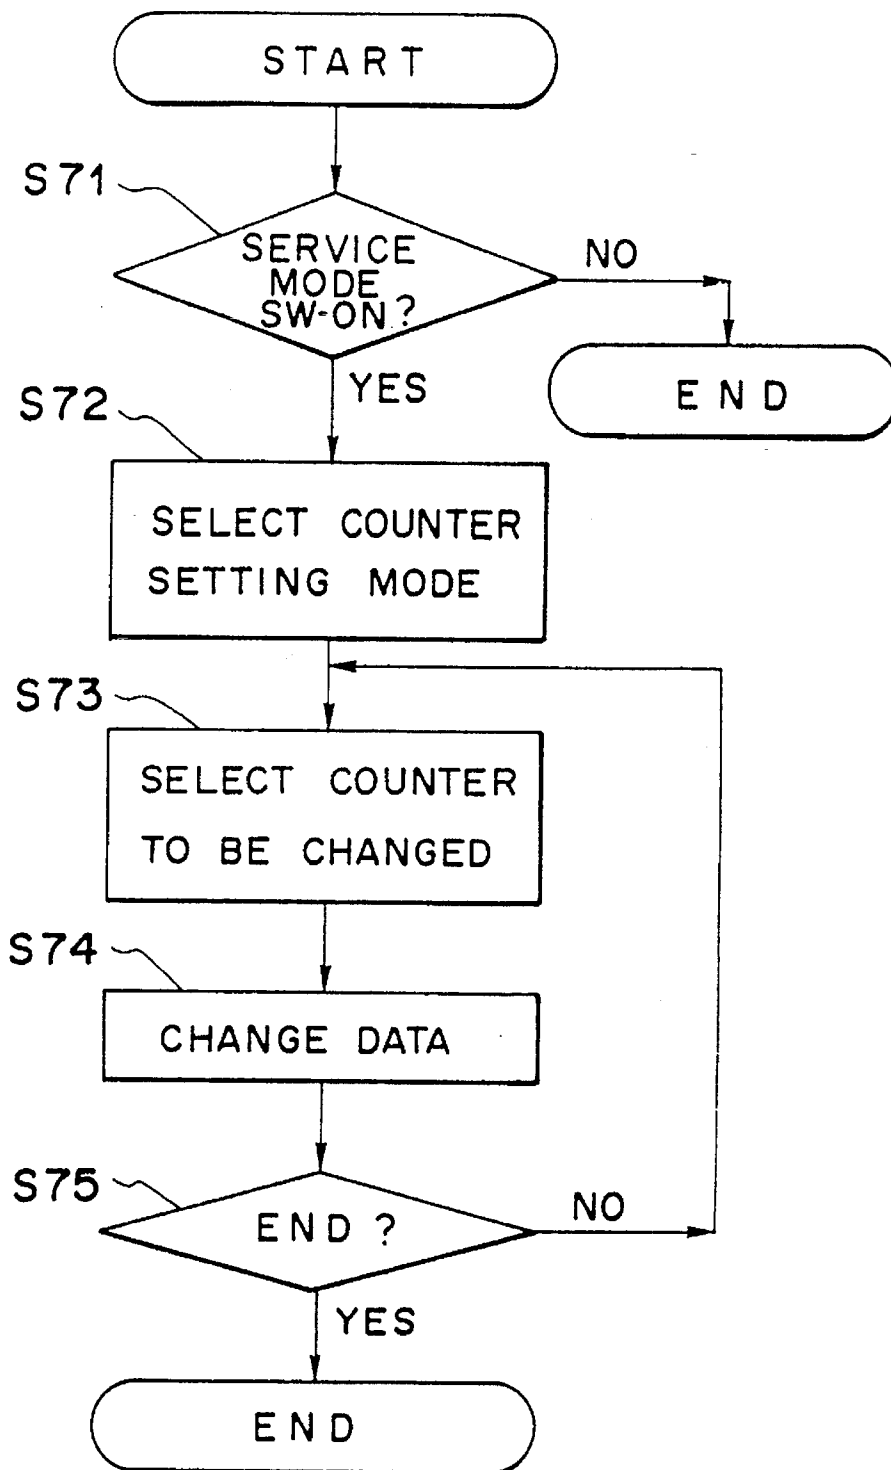 START
S71
SERVICE
MODE
SW-ON?
NO
END
YES
S72
SELECT COUNTER
SETTING MODE
S73
SELECT COUNTER
TO BE CHANGED
S74
CHANGE DATA
S75
END?
NO
YES
END